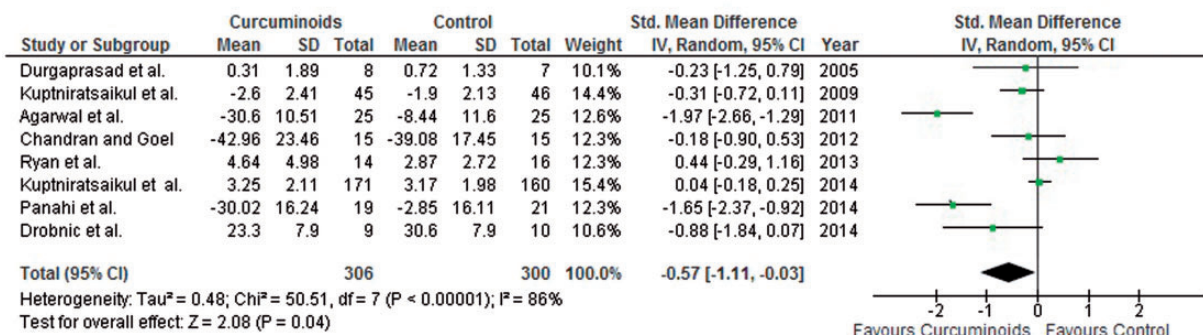 Curcuminoids Control Std. Mean Difference Std. Mean Difference
Study or Subgroup Mean SD Total Mean SD Total Weight IV, Random, 95% CI Year IV, Random, 95% CI
Durgaprasad et al. 0.31 1.89 8 0.72 1.33 7 10.1% -0.23 [-1.25, 0.79] 2005
Kuptniratsaikul et al. -2.6 2.41 45 -1.9 2.13 46 14.4% -0.31 [-0.72, 0.11] 2009
Agarwal et al. -30.6 10.51 25 -8.44 11.6 25 12.6% -1.97 [-2.66, -1.29] 2011
Chandran and Goel -42.96 23.46 15 -39.08 17.45 15 12.3% -0.18 [-0.90, 0.53] 2012
Ryan et al. 4.64 4.98 14 2.87 2.72 16 12.3% 0.44 [-0.29, 1.16] 2013
Kuptniratsaikul et al. 3.25 2.11 171 3.17 1.98 160 15.4% 0.04 [-0.18, 0.25] 2014
Panahi et al. -30.02 16.24 19 -2.85 16.11 21 12.3% -1.65 [-2.37, -0.92] 2014
Drobnic et al. 23.3 7.9 9 30.6 7.9 10 10.6% -0.88 [-1.84, 0.07] 2014
Total (95% CI) 306 300 100.0% -0.57 [-1.11, -0.03]
Heterogeneity: Tau² = 0.48; Chi² = 50.51, df = 7 (P < 0.00001); I² = 86%
Test for overall effect: Z = 2.08 (P = 0.04)
-2 -1 0 1 2
Favours Curcuminoids Favours Control